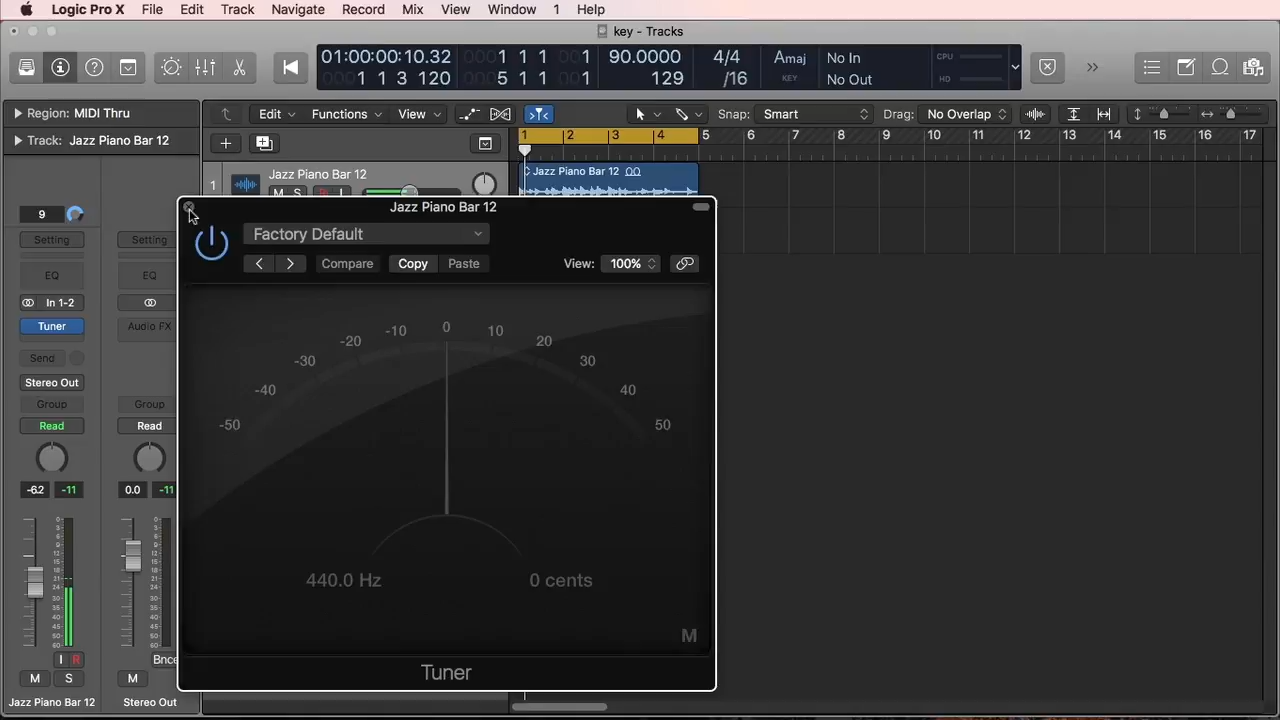 Logic Pro X File Edit Track Navigate Record Mix View Window 1 Help
key - Tracks
01:00:00:10.32 1 1 1 1 90.0000 4/4 Amaj No In CPU
1 1 3 120 5 1 1 1 129 /16 KEY No Out HD
Region: MIDI Thru
Edit Functions View Snap: Smart Drag: No Overlap
Track: Jazz Piano Bar 12
1 2 3 4 5 6 7 8 9 10 11 12 13 14 15 16 17
1 Jazz Piano Bar 12
M S R I
Jazz Piano Bar 12
9
Setting Setting
EQ EQ
In 1-2
Tuner Audio FX
Send
Stereo Out
Group Group
Read Read
-6.2 -11 0.0 -11
I R Bnce
M S M
Jazz Piano Bar 12 Stereo Out
Jazz Piano Bar 12
Factory Default
Compare Copy Paste View: 100%
-50 -40 -30 -20 -10 0 10 20 30 40 50
440.0 Hz 0 cents
M
Tuner